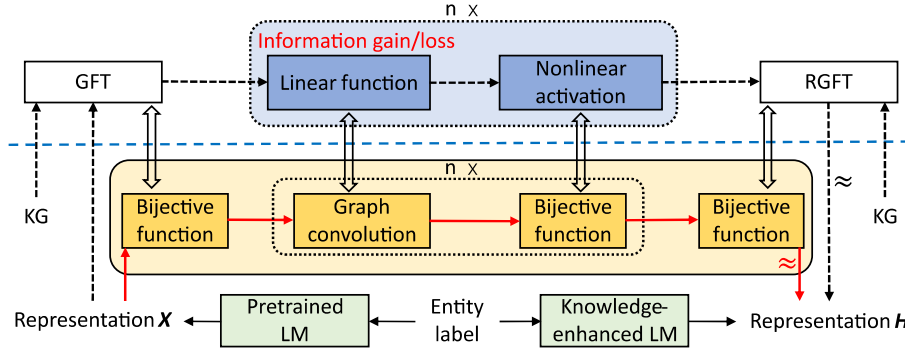 n x
Information gain/loss
GFT
Linear function
Nonlinear
activation
RGFT
n x
≈
KG
Bijective
function
Graph
convolution
Bijective
function
Bijective
function
KG
≈
Representation X
Pretrained
LM
Entity
label
Knowledge-
enhanced LM
Representation H